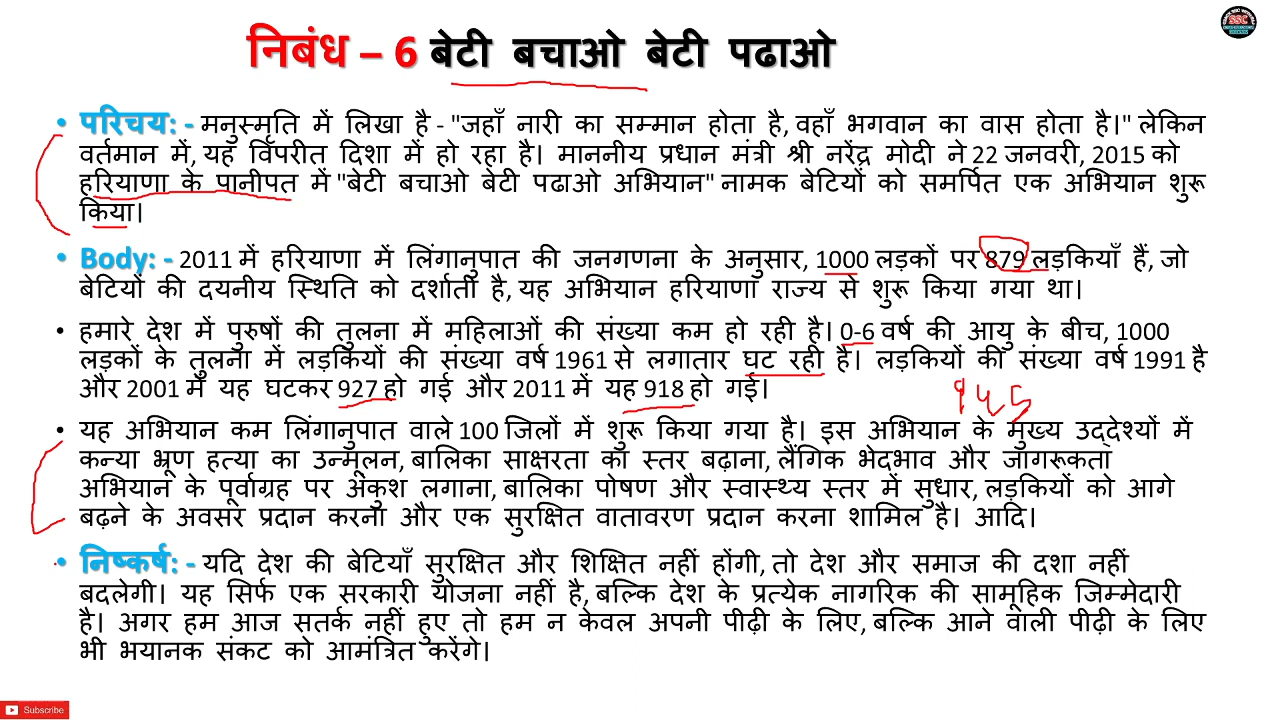 निबंध – 6 बेटी बचाओ बेटी पढाओ
SSC
• परिचय: - मनुस्मृति में लिखा है - "जहाँ नारी का सम्मान होता है, वहाँ भगवान का वास होता है।" लेकिन
वर्तमान में, यह विपरीत दिशा में हो रहा है। माननीय प्रधान मंत्री श्री नरेंद्र मोदी ने 22 जनवरी, 2015 को
हरियाणा के पानीपत में "बेटी बचाओ बेटी पढाओ अभियान" नामक बेटियों को समर्पित एक अभियान शुरू
किया।
• Body: - 2011 में हरियाणा में लिंगानुपात की जनगणना के अनुसार, 1000 लड़कों पर 879 लड़कियाँ हैं, जो
बेटियों की दयनीय स्थिति को दर्शाती है, यह अभियान हरियाणा राज्य से शुरू किया गया था।
• हमारे देश में पुरुषों की तुलना में महिलाओं की संख्या कम हो रही है। 0-6 वर्ष की आयु के बीच, 1000
लड़कों के तुलना में लड़कियों की संख्या वर्ष 1961 से लगातार घट रही है। लड़कियों की संख्या वर्ष 1991 है
और 2001 में यह घटकर 927 हो गई और 2011 में यह 918 हो गई।
945
• यह अभियान कम लिंगानुपात वाले 100 जिलों में शुरू किया गया है। इस अभियान के मुख्य उद्देश्यों में
कन्या भ्रूण हत्या का उन्मूलन, बालिका साक्षरता का स्तर बढ़ाना, लैंगिक भेदभाव और जागरूकता
अभियान के पूर्वाग्रह पर अंकुश लगाना, बालिका पोषण और स्वास्थ्य स्तर में सुधार, लड़कियों को आगे
बढ़ने के अवसर प्रदान करना और एक सुरक्षित वातावरण प्रदान करना शामिल है। आदि।
• निष्कर्ष: - यदि देश की बेटियाँ सुरक्षित और शिक्षित नहीं होंगी, तो देश और समाज की दशा नहीं
बदलेगी। यह सिर्फ एक सरकारी योजना नहीं है, बल्कि देश के प्रत्येक नागरिक की सामूहिक जिम्मेदारी
है। अगर हम आज सतर्क नहीं हुए तो हम न केवल अपनी पीढ़ी के लिए, बल्कि आने वाली पीढ़ी के लिए
भी भयानक संकट को आमंत्रित करेंगे।
Subscribe